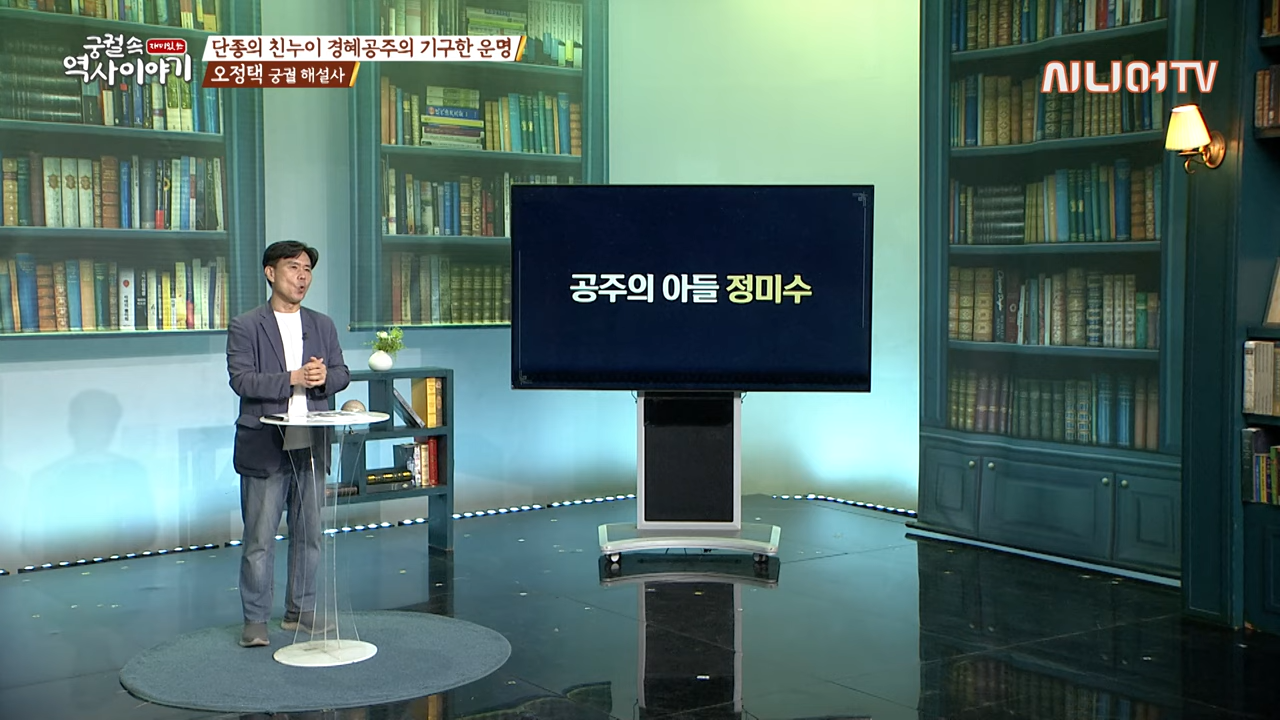 궁궐 속 재미있는
역사이야기
단종의 친누이 경혜공주의 기구한 운명
오정택 궁궐 해설사
시니어TV
공주의 아들 정미수